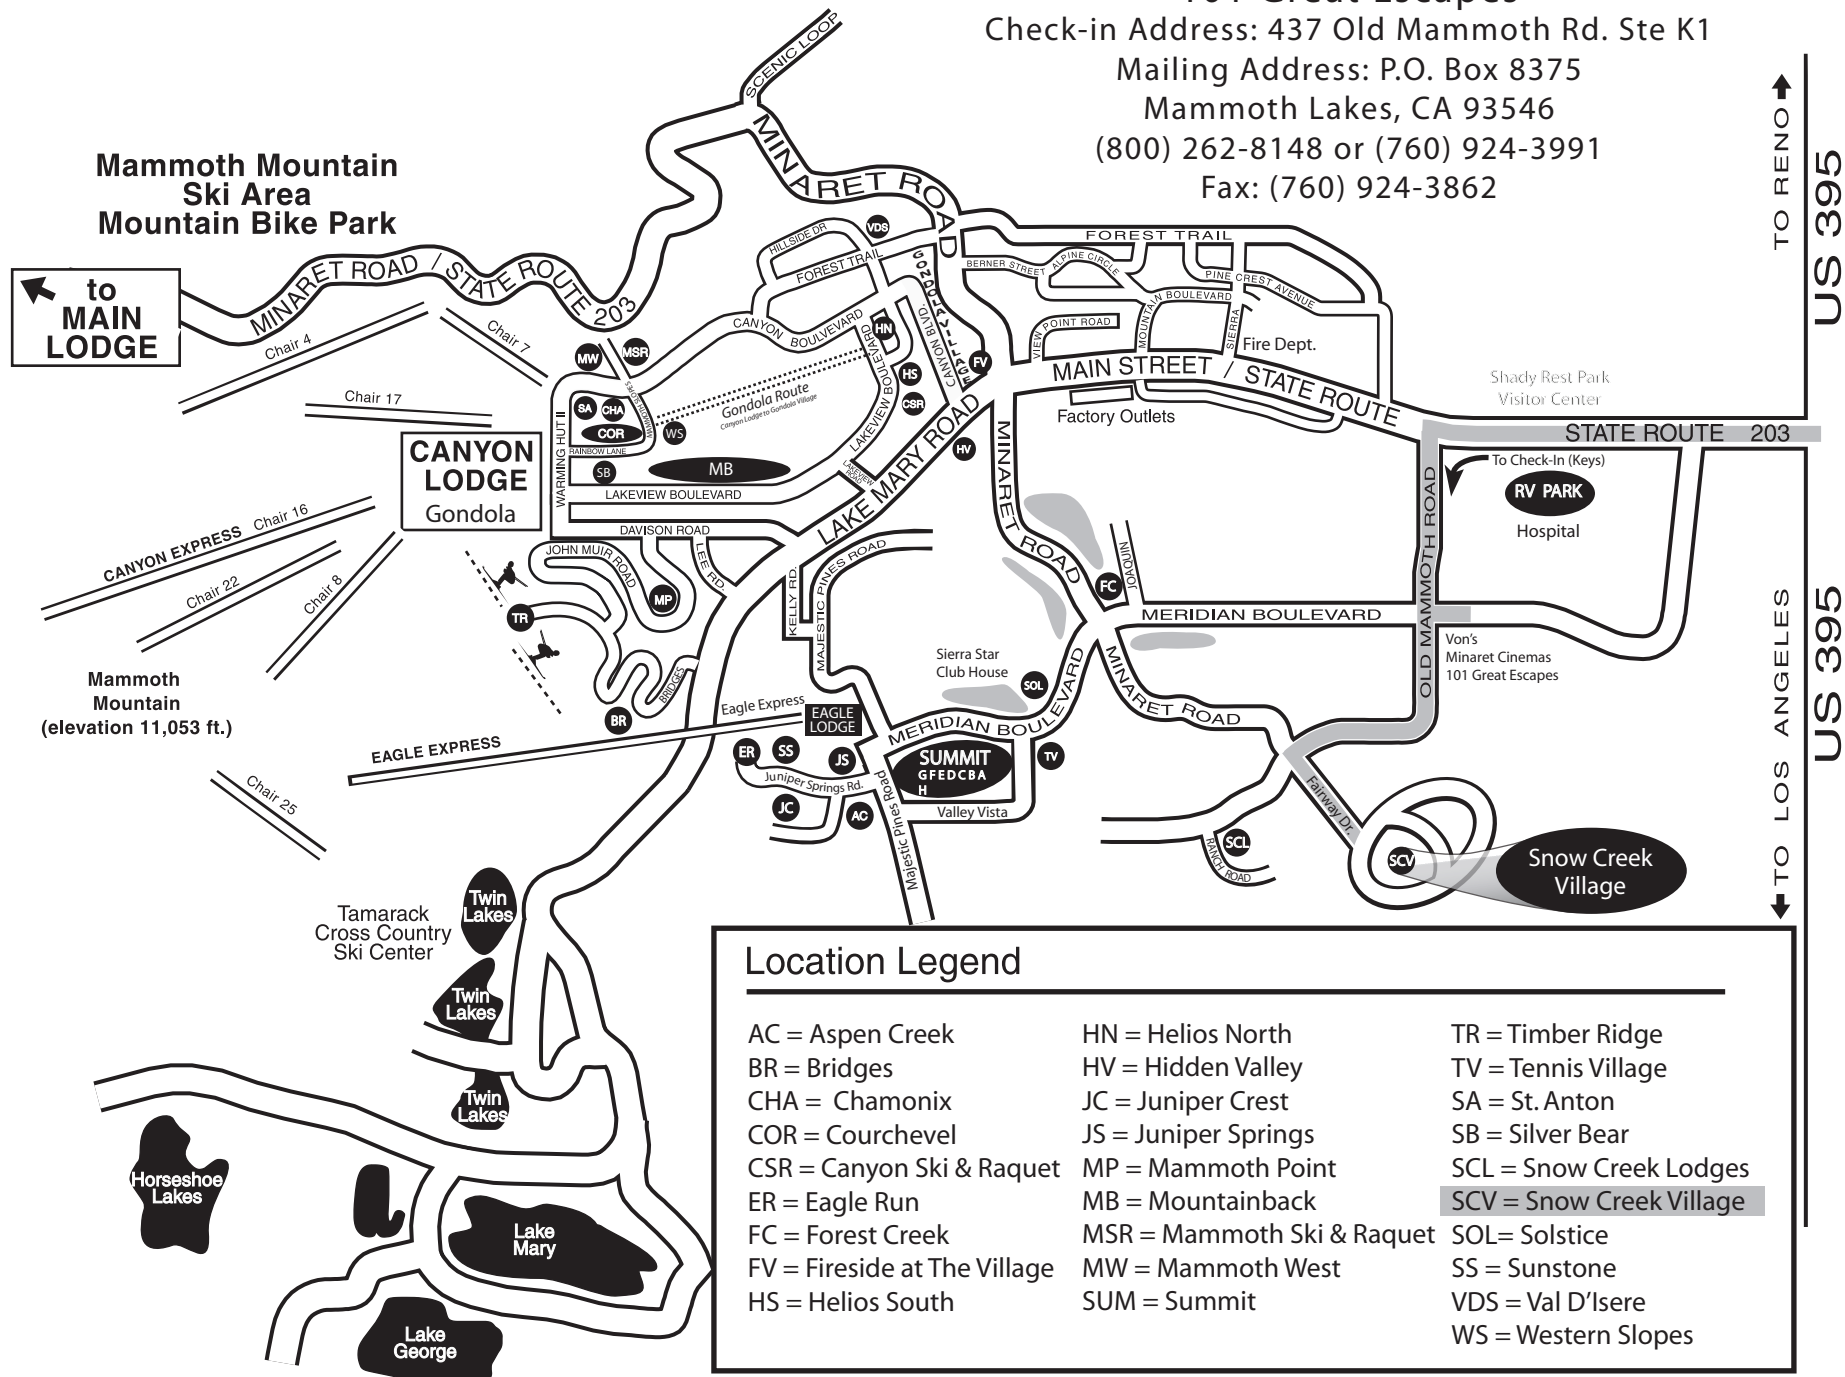 101 Great Escapes
Check-in Address: 437 Old Mammoth Rd. Ste K1
Mailing Address: P.O. Box 8375
Mammoth Lakes, CA 93546
(800) 262-8148 or (760) 924-3991
Fax: (760) 924-3862
SCENIC LOOP
MINARET ROAD
TO RENO
US 395
Mammoth Mountain
Ski Area
Mountain Bike Park
to
MAIN
LODGE
MINARET ROAD / STATE ROUTE 203
Chair 4
Chair 7
Chair 17
HILLSIDE DR
VDS
FOREST TRAIL
FOREST TRAIL
BERNER STREET
ALPINE CIRCLE
PINE CREST AVENUE
MOUNTAIN BOULEVARD
SIERRA
VIEW POINT ROAD
Fire Dept.
GONDOLA VILLAGE
CANYON BLVD.
CANYON BOULVEVARD
HN
MW
MSR
HS
CSR
FV
MAIN STREET / STATE ROUTE
Shady Rest Park
Visitor Center
STATE ROUTE 203
Factory Outlets
Gondola Route
Canyon Lodge to Gondola Village
LAKEVIEW BOULEVARD
SA
CHA
COR
WS
RAINBOW LANE
WARMING HUT II
SB
MB
LAKEVIEW BOULEVARD
LAKEVIEW ROAD
LAKE MARY ROAD
HV
MINARET ROAD
CANYON
LODGE
Gondola
To Check-In (Keys)
RV PARK
Hospital
OLD MAMMOTH ROAD
CANYON EXPRESS Chair 16
Chair 22
Chair 8
DAVISON ROAD
JOHN MUIR ROAD
LEE RD.
MP
TR
KELLY RD.
MAJESTIC PINES ROAD
MAJESTIC PINES
JOAQUIN
FC
MERIDIAN BOULEVARD
Von's
Minaret Cinemas
101 Great Escapes
US 395
TO LOS ANGELES
Mammoth
Mountain
(elevation 11,053 ft.)
BRIDGES
BR
Sierra Star
Club House
SOL
MERIDIAN BOULEVARD
MINARET ROAD
Eagle Express
EAGLE
LODGE
EAGLE EXPRESS
ER
SS
JS
SUMMIT
GFEDCBA
H
TV
Juniper Springs Rd.
JC
AC
Majestic Pines Road
Valley Vista
Chair 25
Fairway Dr.
SCL
RANCH ROAD
SCV
Snow Creek
Village
Twin
Lakes
Tamarack
Cross Country
Ski Center
Twin
Lakes
Twin
Lakes
Horseshoe
Lakes
Lake
Mary
Lake
George
Location Legend
AC = Aspen Creek
BR = Bridges
CHA = Chamonix
COR = Courchevel
CSR = Canyon Ski & Raquet
ER = Eagle Run
FC = Forest Creek
FV = Fireside at The Village
HS = Helios South
HN = Helios North
HV = Hidden Valley
JC = Juniper Crest
JS = Juniper Springs
MP = Mammoth Point
MB = Mountainback
MSR = Mammoth Ski & Raquet
MW = Mammoth West
SUM = Summit
TR = Timber Ridge
TV = Tennis Village
SA = St. Anton
SB = Silver Bear
SCL = Snow Creek Lodges
SCV = Snow Creek Village
SOL= Solstice
SS = Sunstone
VDS = Val D'Isere
WS = Western Slopes